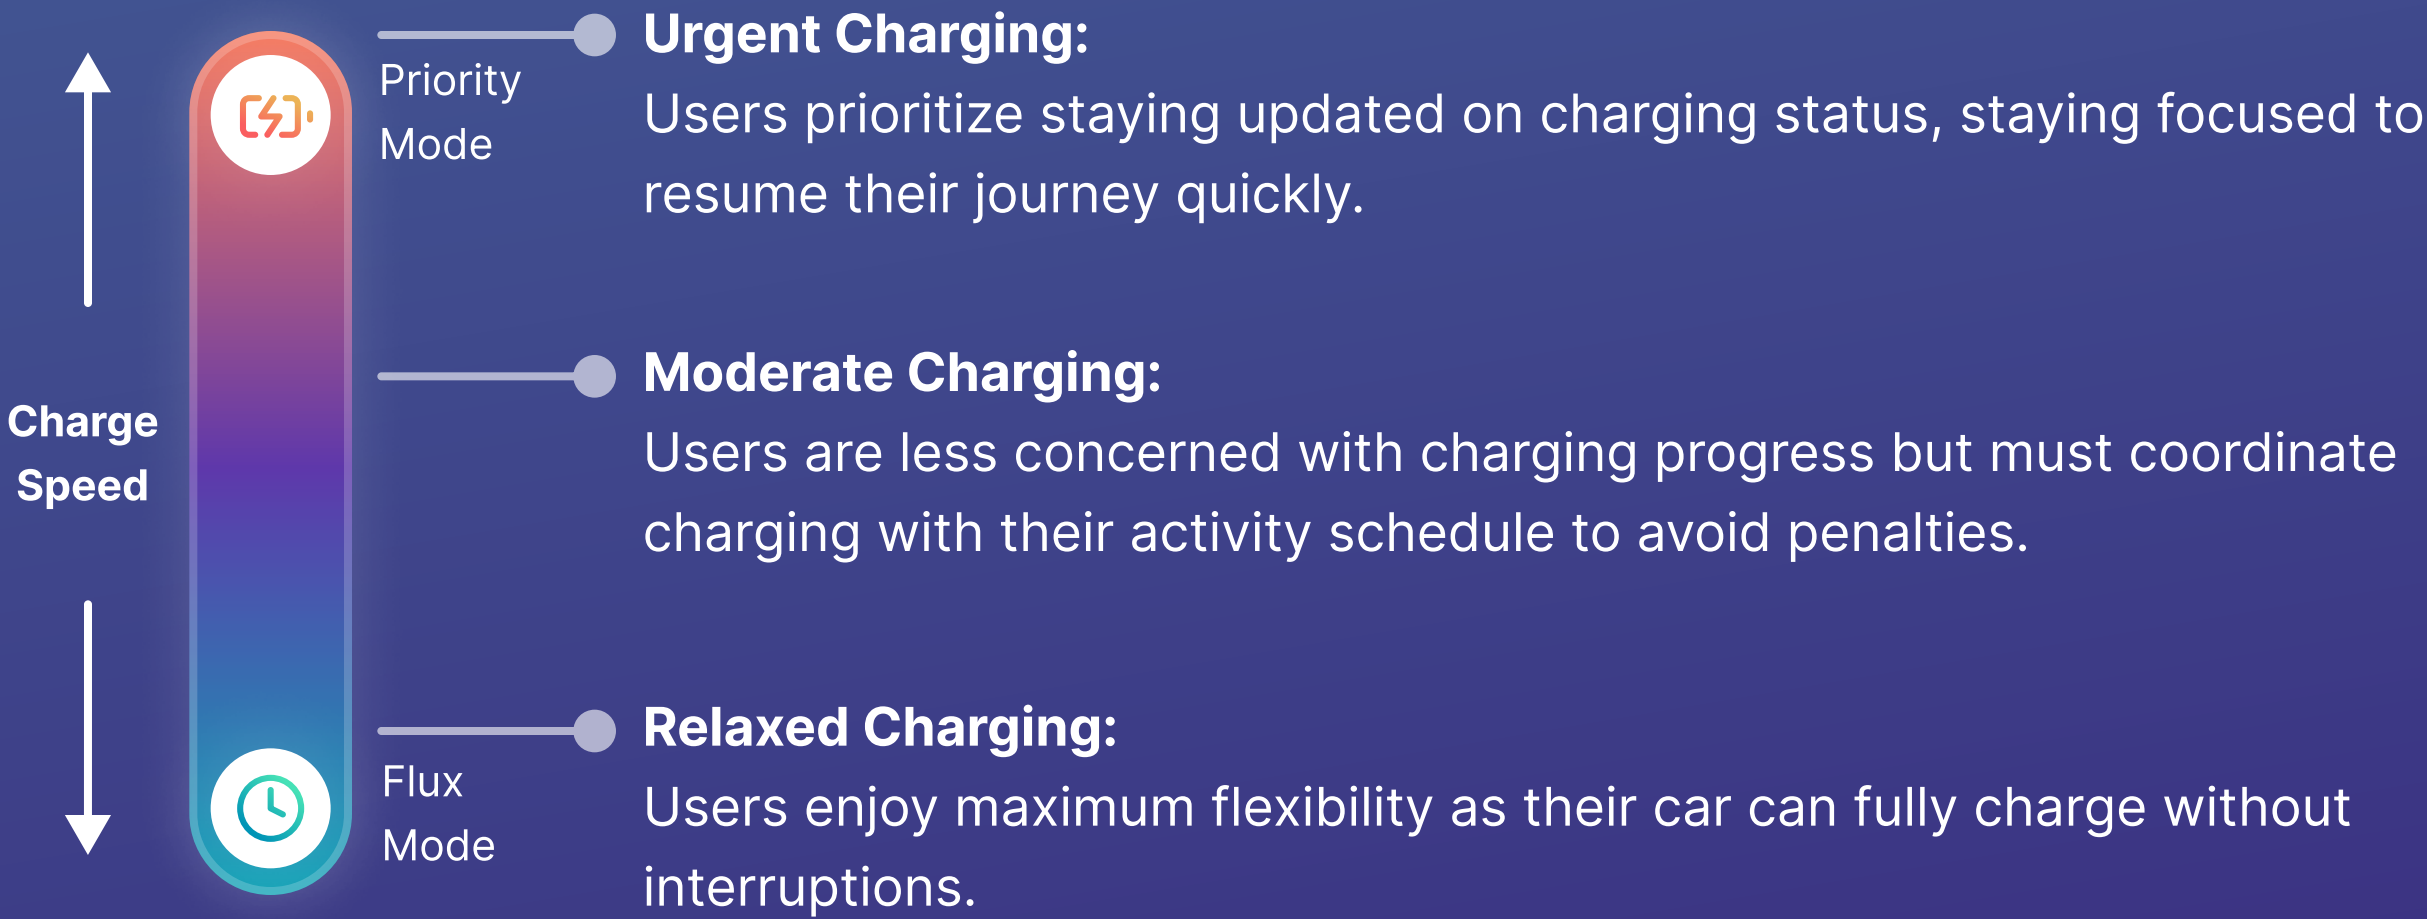 Urgent Charging:
Priority
Mode
Users prioritize staying updated on charging status, staying focused to
resume their journey quickly.
Moderate Charging:
Charge
Speed
Users are less concerned with charging progress but must coordinate
charging with their activity schedule to avoid penalties.
Relaxed Charging:
Flux
Mode
Users enjoy maximum flexibility as their car can fully charge without
interruptions.